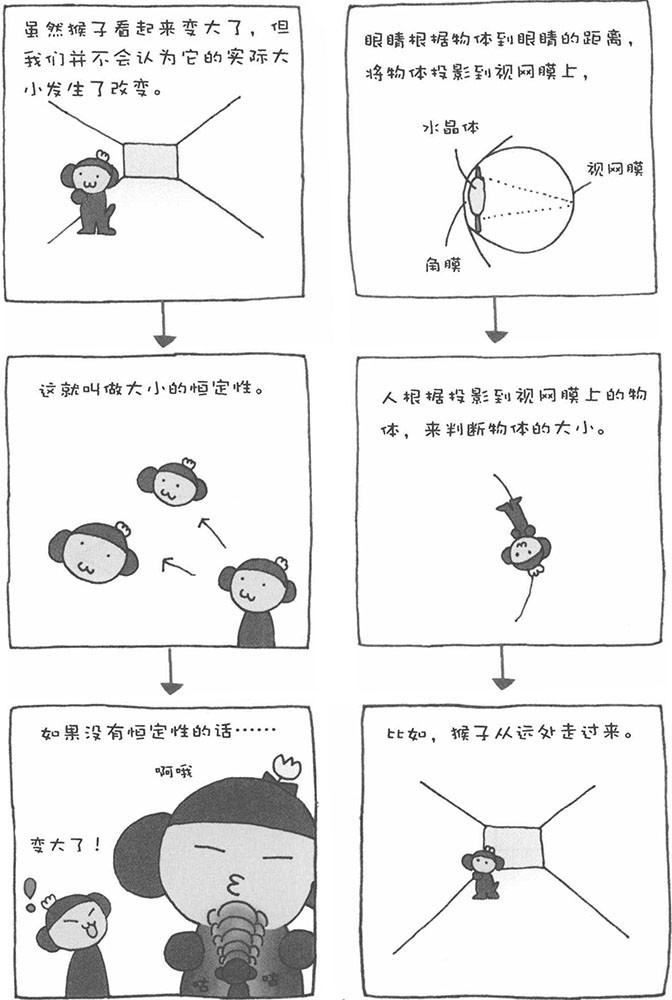 眼睛根据物体到眼睛的距离，
将物体投影到视网膜上，
水晶体
视网膜
角膜
人根据投影到视网膜上的物
体，来判断物体的大小。
比如，猴子从远处走过来。
虽然猴子看起来变大了，但
我们并不会认为它的实际大
小发生了改变。
这就叫做大小的恒定性。
如果没有恒定性的话……
啊哦
变大了！
咕 咕